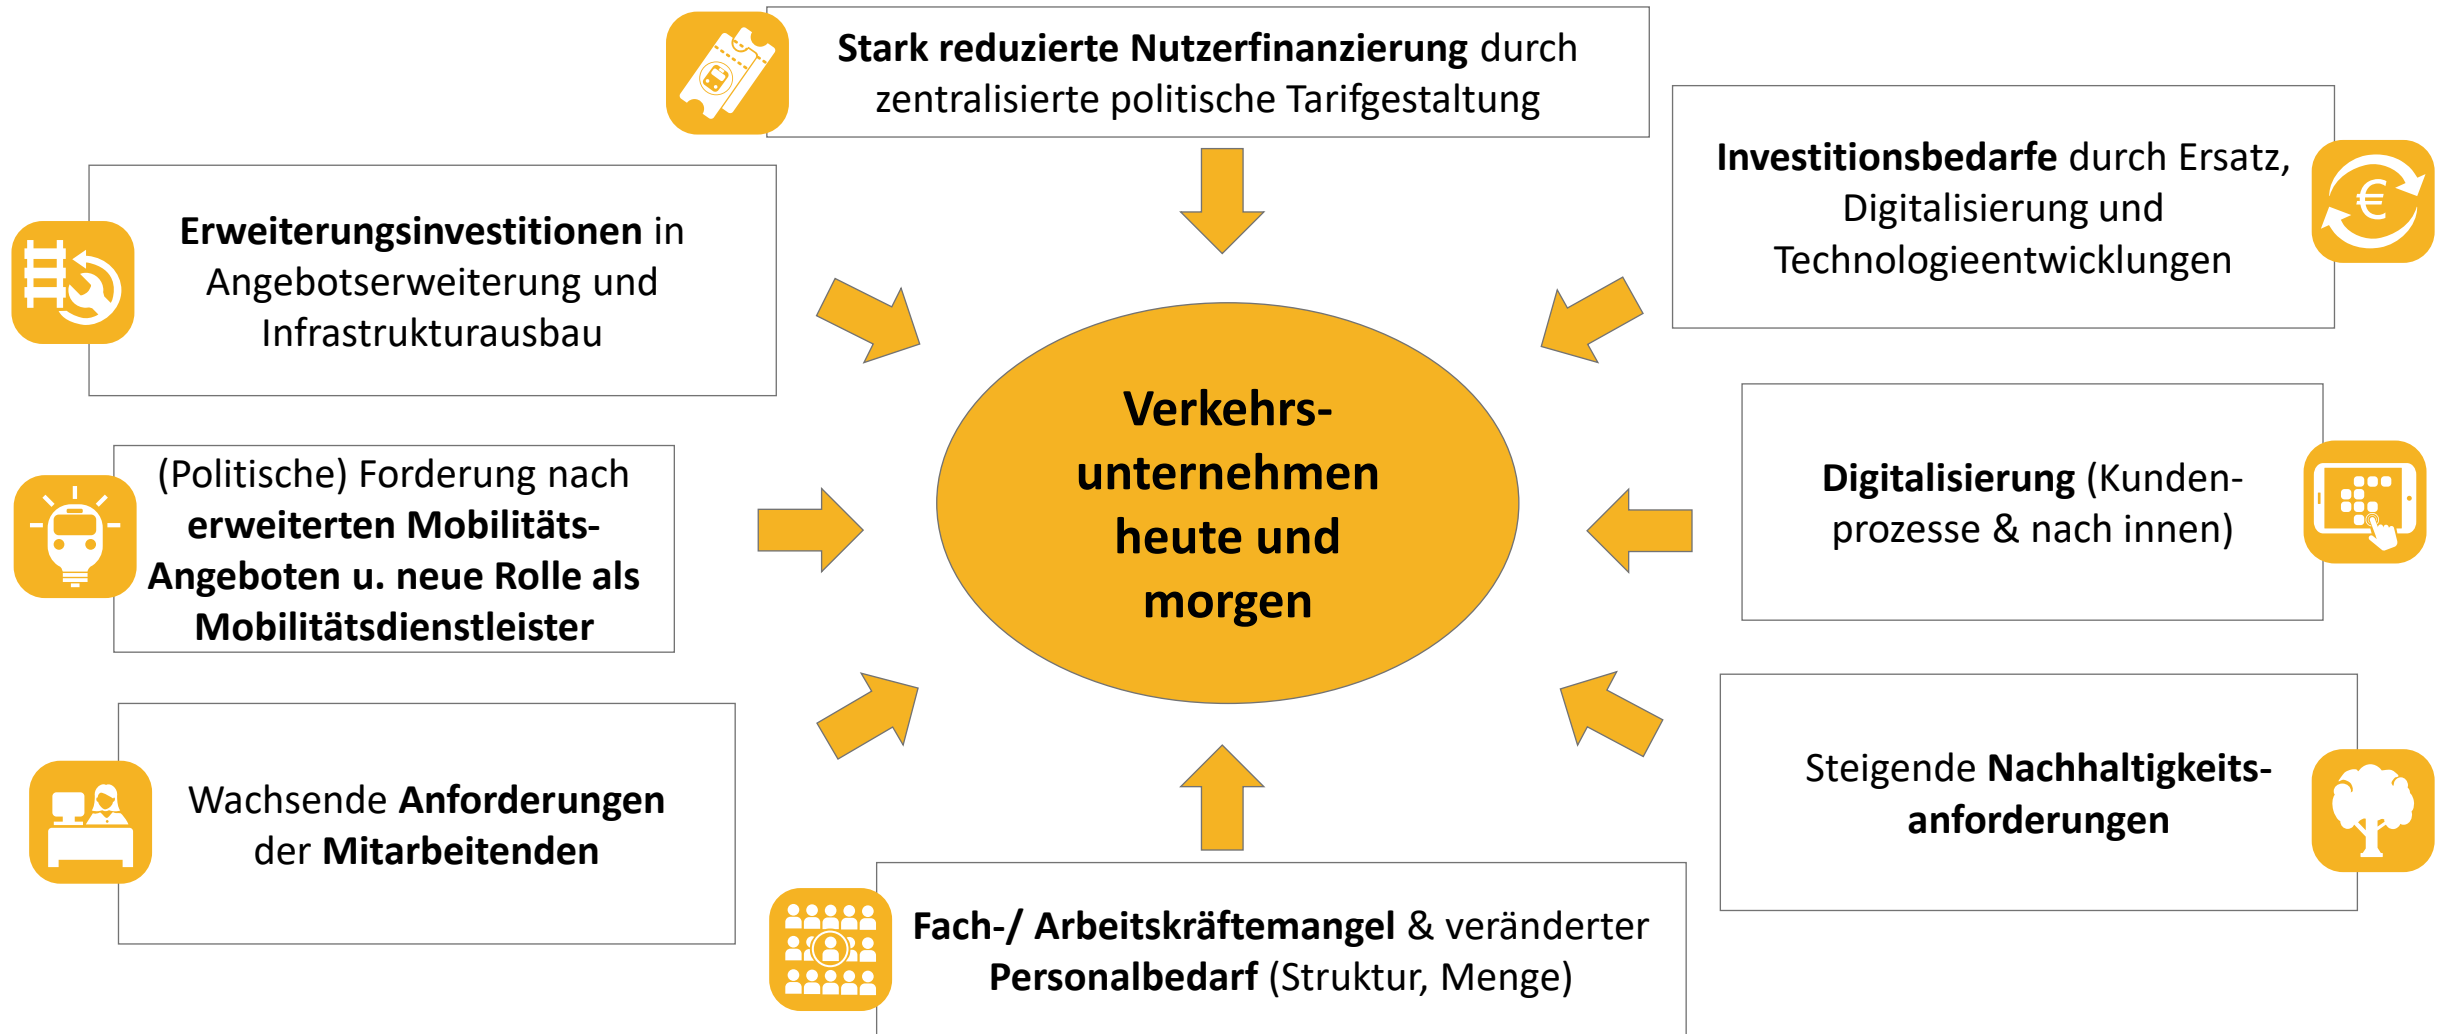 Stark reduzierte Nutzerfinanzierung durch
zentralisierte politische Tarifgestaltung
Investitionsbedarfe durch Ersatz,
Digitalisierung und
Technologieentwicklungen
Erweiterungsinvestitionen in
Angebotserweiterung und
Infrastrukturausbau
€
Verkehrs-
unternehmen
heute und
morgen
(Politische) Forderung nach
erweiterten Mobilitäts-
Angeboten u. neue Rolle als
Mobilitätsdienstleister
Digitalisierung (Kunden-
prozesse & nach innen)
Wachsende Anforderungen
der Mitarbeitenden
Steigende Nachhaltigkeits-
anforderungen
Fach-/ Arbeitskräftemangel & veränderter
Personalbedarf (Struktur, Menge)